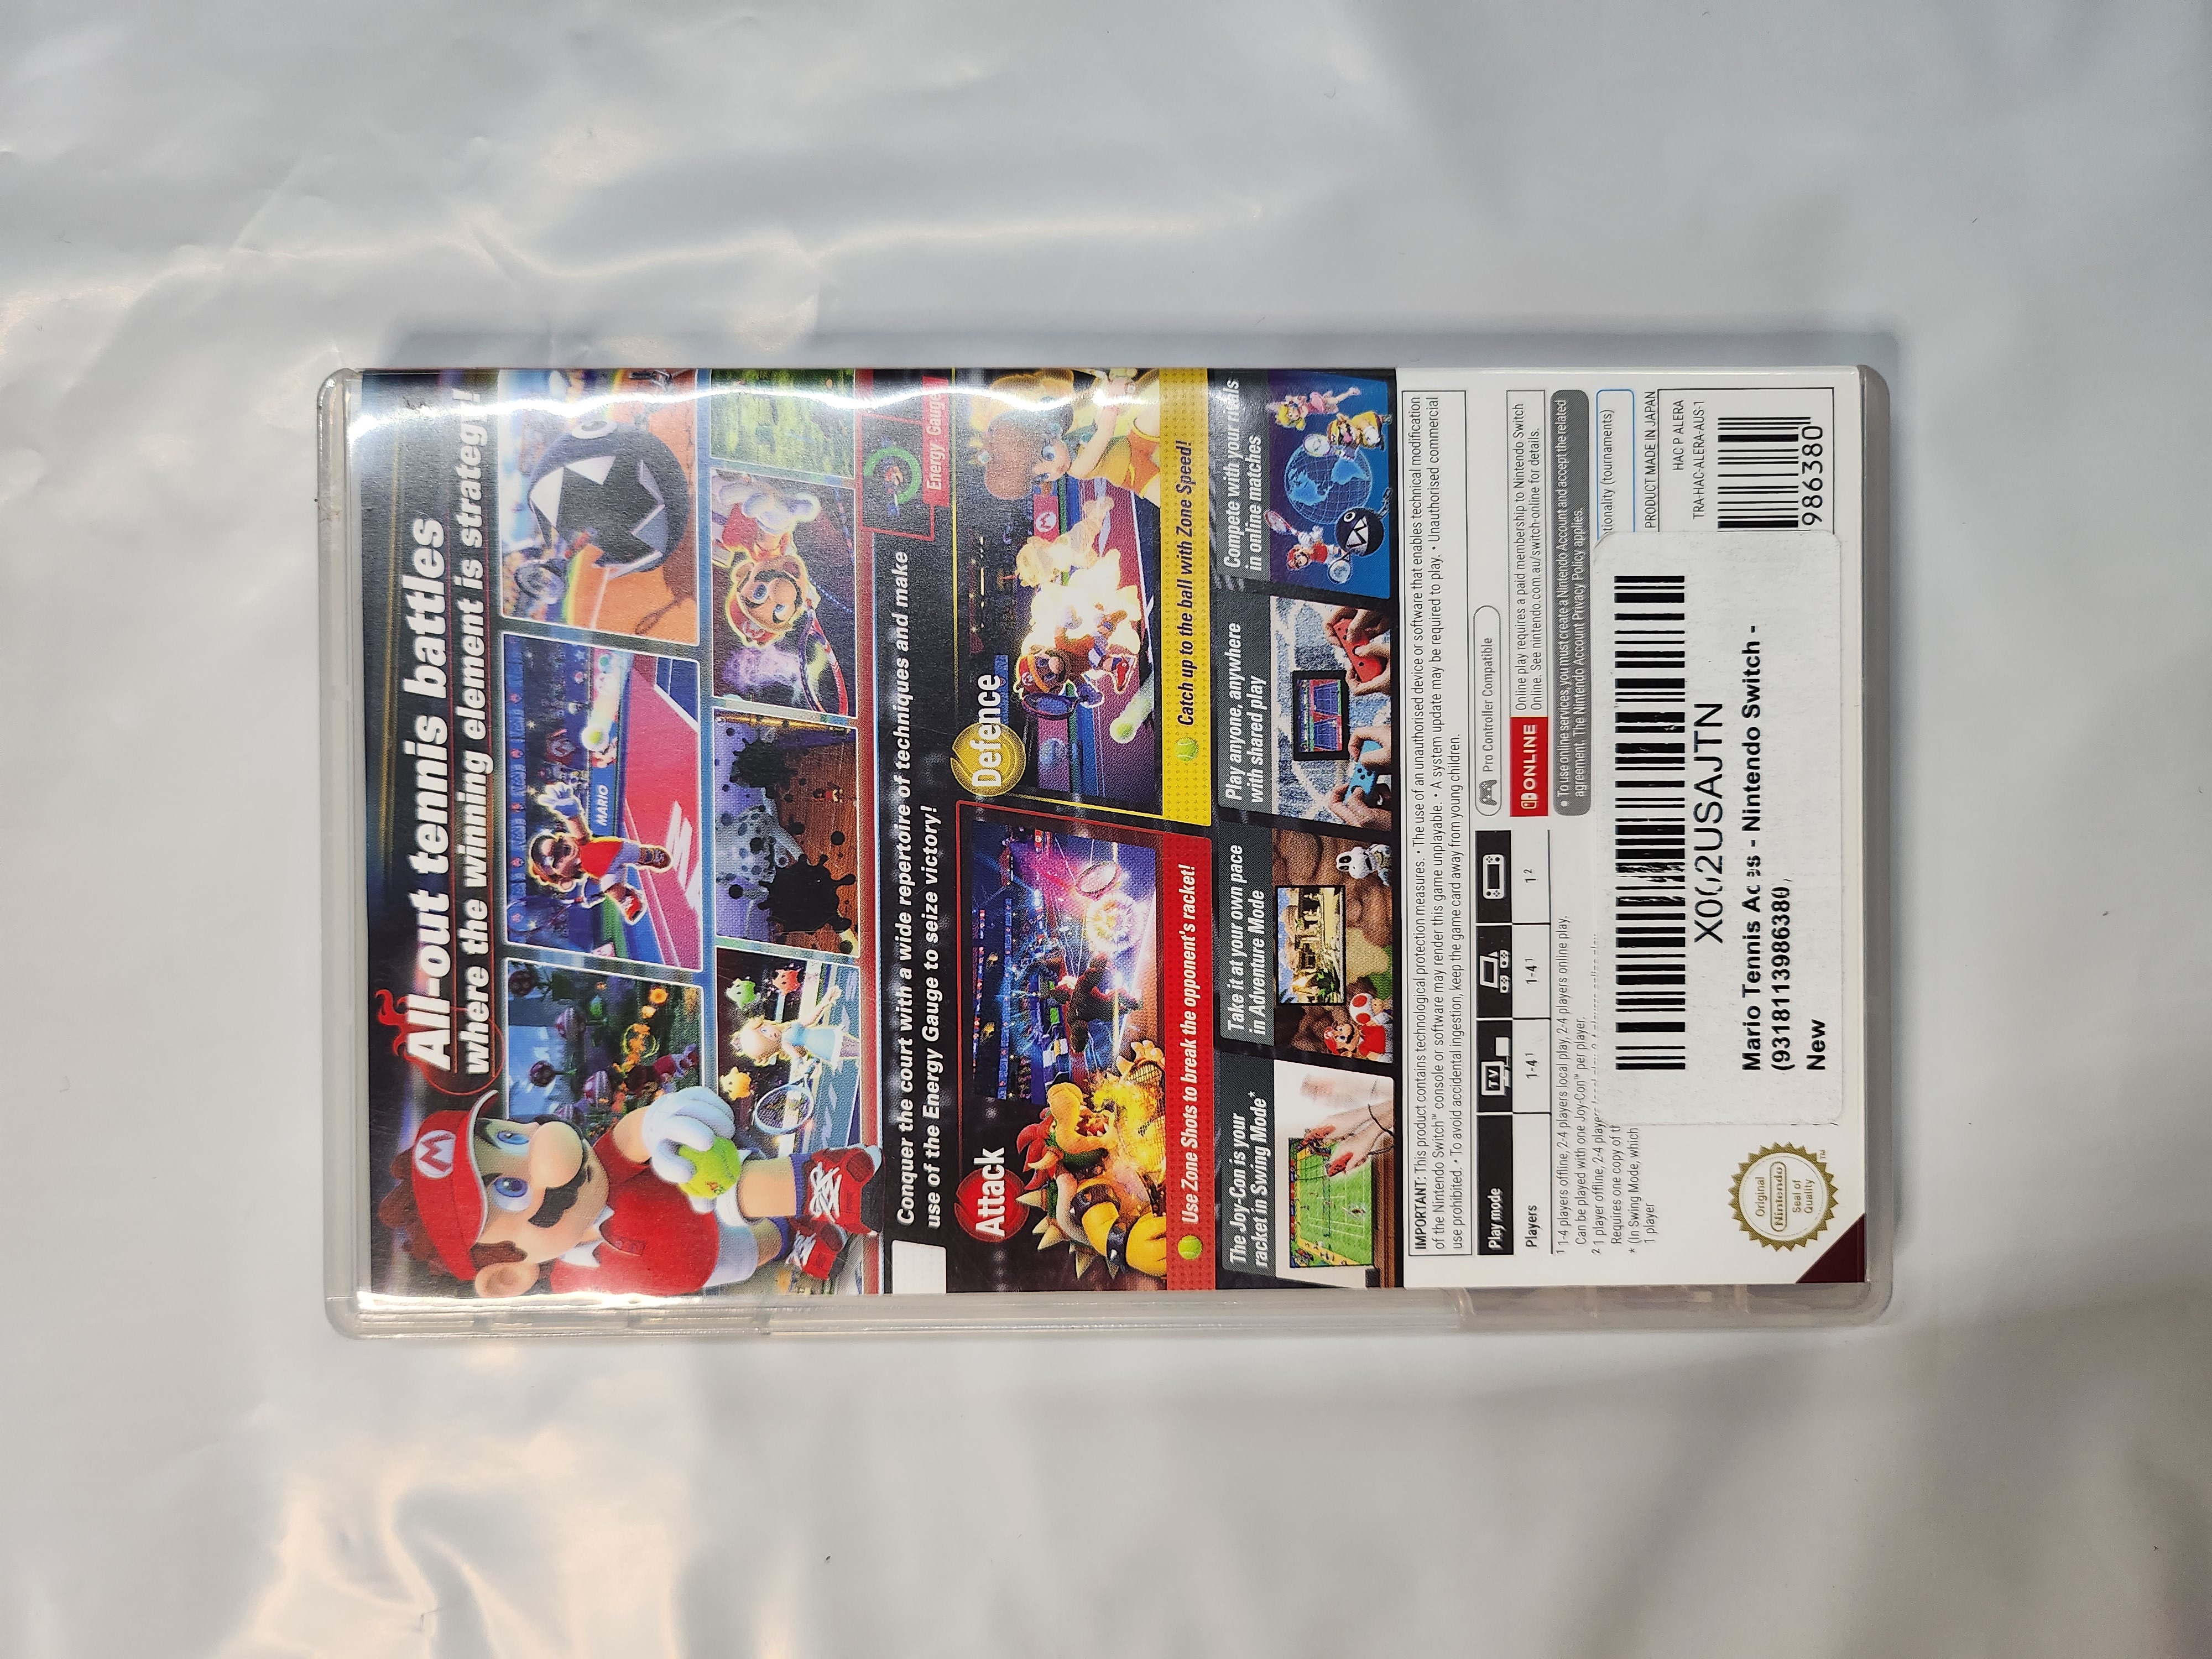 All-out tennis battles
where the winning element is strategy!
MARIO
Conquer the court with a wide repertoire of techniques and make
use of the Energy Gauge to seize victory!
Energy Gauge
Attack
Use Zone Shots to break the opponent's racket!
Defence
Catch up to the ball with Zone Speed!
The Joy-Con is your
racket in Swing Mode*
Take it at your own pace
in Adventure Mode
Play anyone, anywhere
with shared play
Compete with your rivals
in online matches
IMPORTANT: This product contains technological protection measures. • The use of an unauthorised device or software that enables technical modification
of the Nintendo Switch™ console or software may render this game unplayable. • A system update may be required to play. • Unauthorised commercial
use prohibited. • To avoid accidental ingestion, keep the game card away from young children.
Play mode
TV
Players
1-4¹
1-4¹
1²
Pro Controller Compatible
ONLINE
Online play requires a paid membership to Nintendo Switch
Online. See nintendo.com.au/switch-online for details.
• To use online services, you must create a Nintendo Account and accept the related
agreement. The Nintendo Account Privacy Policy applies.
¹ 1-4 players offline, 2-4 players local play, 2-4 players online play.
Can be played with one Joy-Con™ per player.
² 1 player offline, 2-4 players
Requires one copy of
* (In Swing Mode, which
1 player
(tournaments)
PRODUCT MADE IN JAPAN
HAC P ALERA
TRA-HAC-ALERA-AUS-1
986380
X002USAJTN
Mario Tennis Aces - Nintendo Switch -
(9318113986380)
New
Original
Nintendo
Seal of
Quality
TM